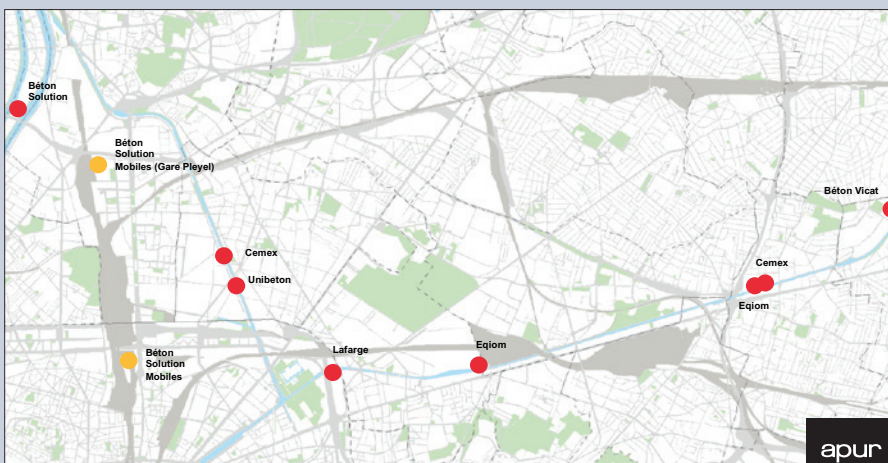 Béton
Solution
Béton
Solution
Mobiles (Gare Pleyel)
Béton Vicat
Cemex
Cemex
Unibeton
Eqiom
Eqiom
Lafarge
Béton
Solution
Mobiles
apur